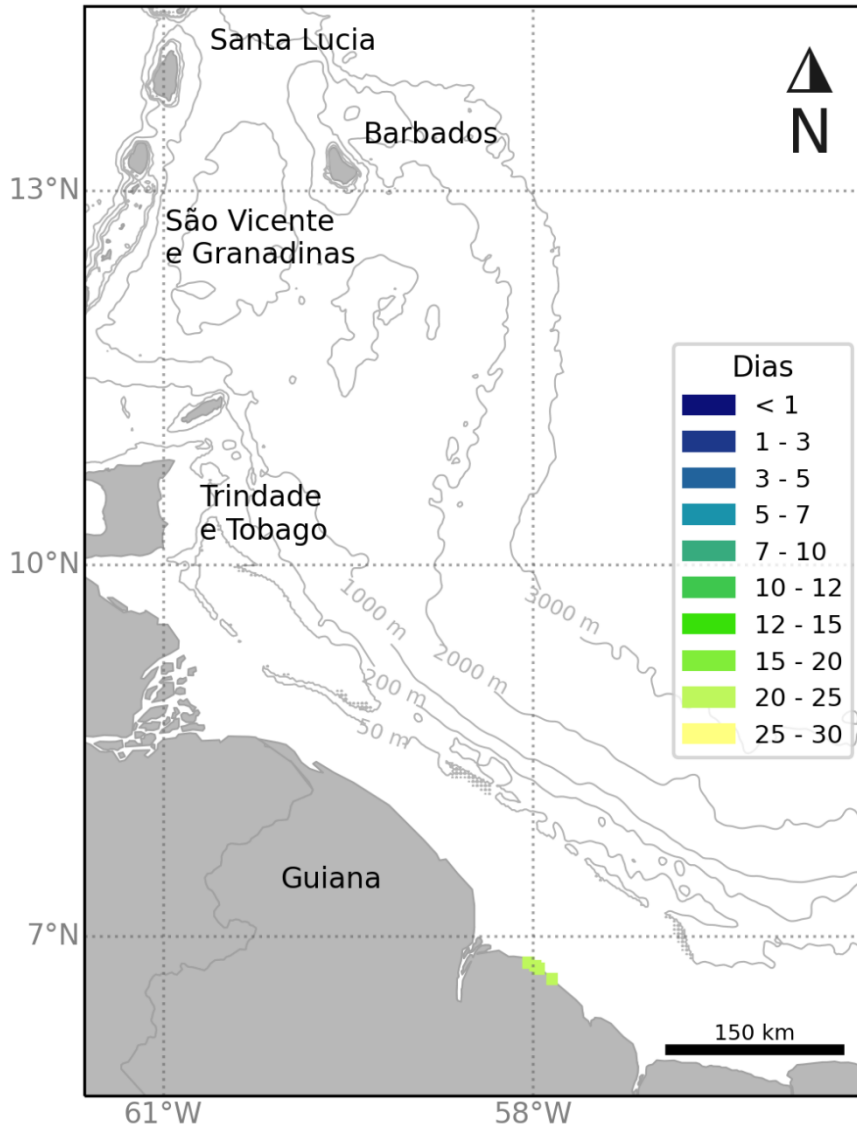 Santa Lucia
Barbados
N
13°N
São Vicente
e Granadinas
Dias
< 1
1 - 3
3 - 5
5 - 7
7 - 10
10 - 12
12 - 15
15 - 20
20 - 25
25 - 30
Trindade
e Tobago
10°N
1000 m
3000 m
2000 m
200 m
50 m
Guiana
7°N
150 km
61°W
58°W